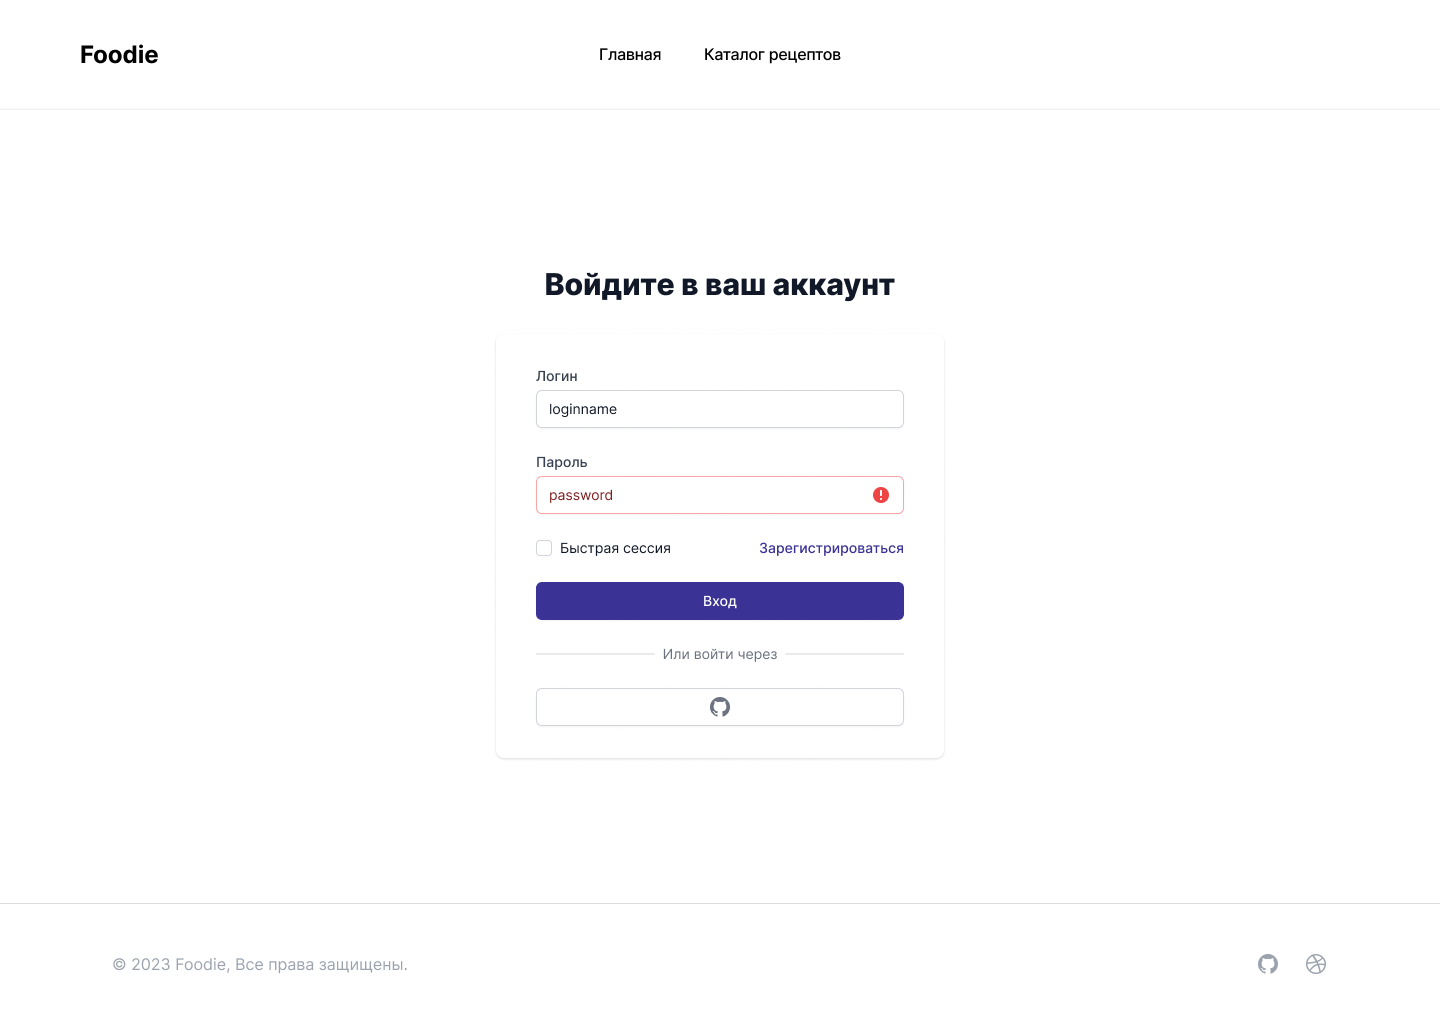 Foodie
Главная
Каталог рецептов
Войдите в ваш аккаунт
Логин
loginname
Пароль
password
Быстрая сессия
Зарегистрироваться
Вход
Или войти через
© 2023 Foodie, Все права защищены.